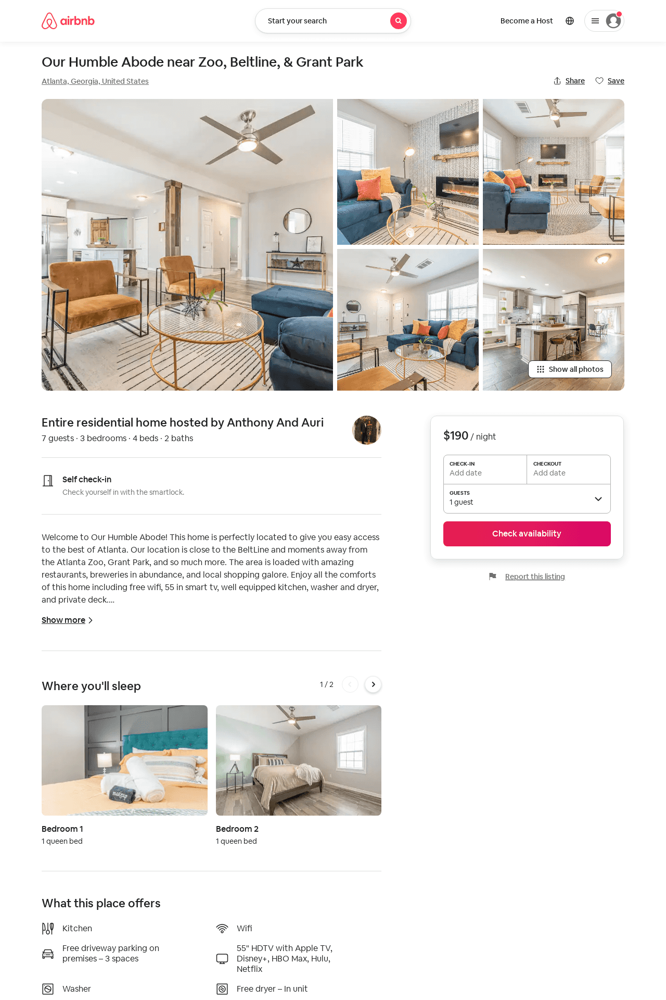 airbnb
Start your search
Become a Host
Our Humble Abode near Zoo, Beltline, & Grant Park
Atlanta, Georgia, United States
Share
Save
Show all photos
Entire residential home hosted by Anthony And Auri
7 guests · 3 bedrooms · 4 beds · 2 baths
Self check-in
Check yourself in with the smartlock.
Welcome to Our Humble Abode! This home is perfectly located to give you easy access
to the best of Atlanta. Our location is close to the BeltLine and moments away from
the Atlanta Zoo, Grant Park, and so much more. The area is loaded with amazing
restaurants, breweries in abundance, and local shopping galore. Enjoy all the comforts
of this home including free wifi, 55 in smart tv, well equipped kitchen, washer and dryer,
and private deck....
Show more
$190 / night
CHECK-IN
Add date
CHECKOUT
Add date
GUESTS
1 guest
Check availability
Report this listing
Where you'll sleep
1 / 2
makeup
Bedroom 1
1 queen bed
Bedroom 2
1 queen bed
What this place offers
Kitchen
Wifi
Free driveway parking on
premises – 3 spaces
55" HDTV with Apple TV,
Disney+, HBO Max, Hulu,
Netflix
Washer
Free dryer – In unit